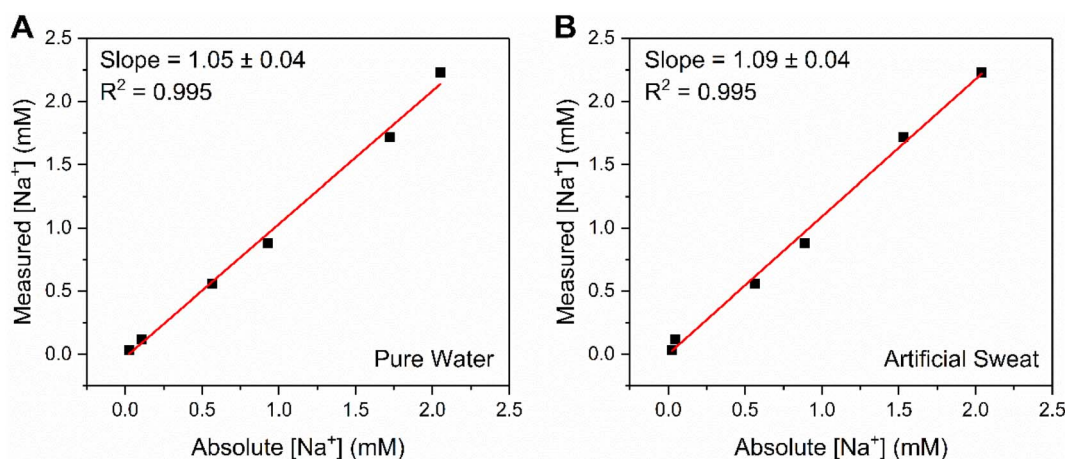 A
Slope = 1.05 ± 0.04
R² = 0.995
2.5
2.0
1.5
1.0
0.5
0.0
Measured [Na⁺] (mM)
Pure Water
0.0 0.5 1.0 1.5 2.0 2.5
Absolute [Na⁺] (mM)
B
Slope = 1.09 ± 0.04
R² = 0.995
2.5
2.0
1.5
1.0
0.5
0.0
Measured [Na⁺] (mM)
Artificial Sweat
0.0 0.5 1.0 1.5 2.0 2.5
Absolute [Na⁺] (mM)